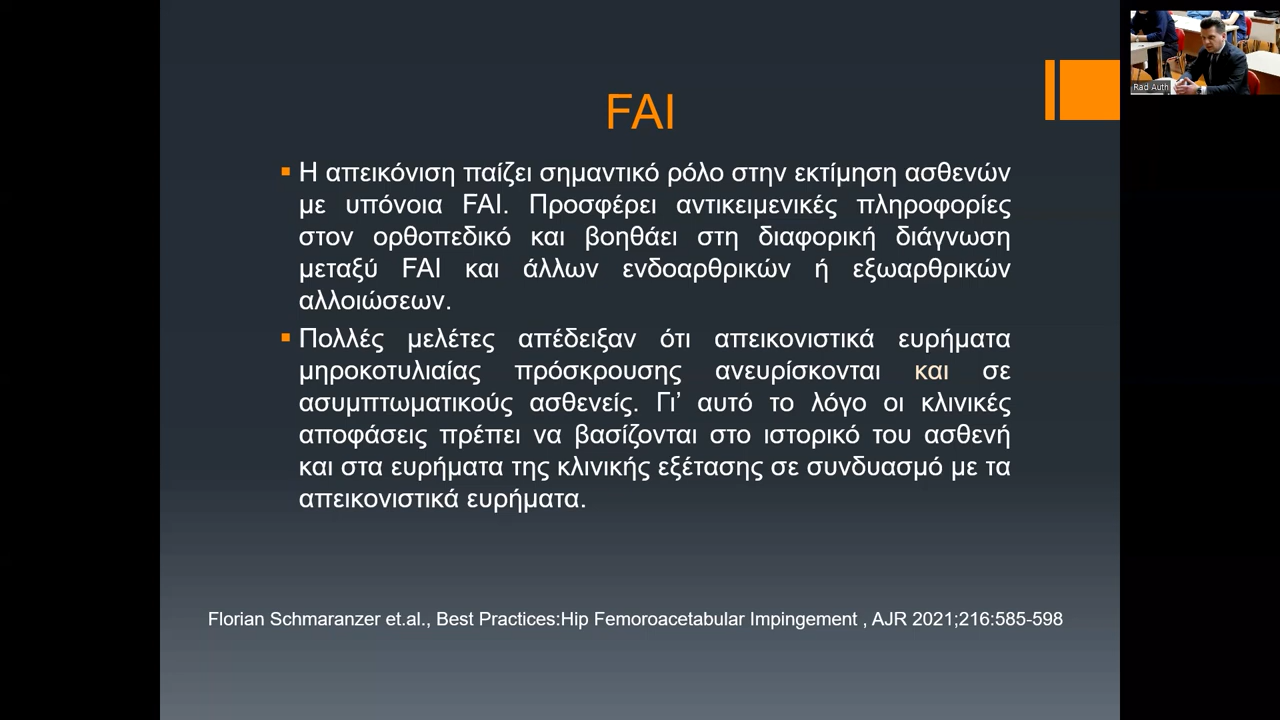 FAI
Η απεικόνιση παίζει σημαντικό ρόλο στην εκτίμηση ασθενών
με υπόνοια FAI. Προσφέρει αντικειμενικές πληροφορίες
στον ορθοπεδικό και βοηθάει στη διαφορική διάγνωση
μεταξύ FAI και άλλων ενδοαρθρικών ή εξωαρθρικών
αλλοιώσεων.
Πολλές μελέτες απέδειξαν ότι απεικονιστικά ευρήματα
μηροκοτυλιαίας πρόσκρουσης ανευρίσκονται και σε
ασυμπτωματικούς ασθενείς. Γι’ αυτό το λόγο οι κλινικές
αποφάσεις πρέπει να βασίζονται στο ιστορικό του ασθενή
και στα ευρήματα της κλινικής εξέτασης σε συνδυασμό με τα
απεικονιστικά ευρήματα.
Florian Schmaranzer et.al., Best Practices:Hip Femoroacetabular Impingement , AJR 2021;216:585-598
Rad Auth